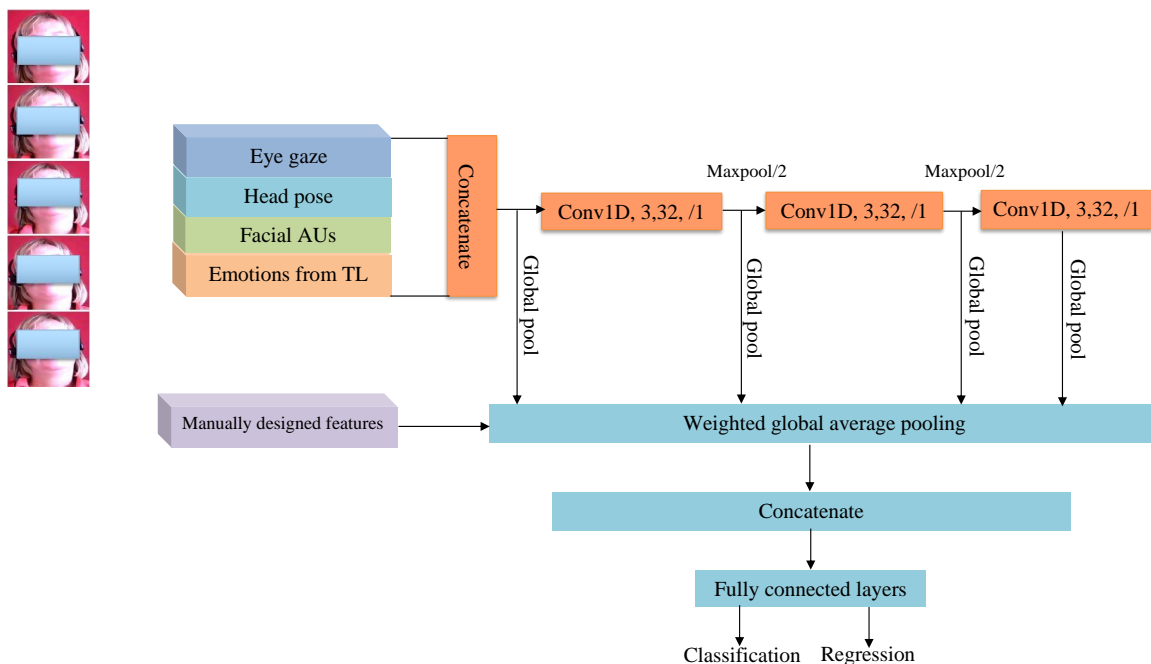 Eye gaze
Head pose
Facial AUs
Emotions from TL
Concatenate
Maxpool/2
Maxpool/2
Conv1D, 3,32, /1
Conv1D, 3,32, /1
Conv1D, 3,32, /1
Global pool
Global pool
Global pool
Global pool
Manually designed features
Weighted global average pooling
Concatenate
Fully connected layers
Classification
Regression